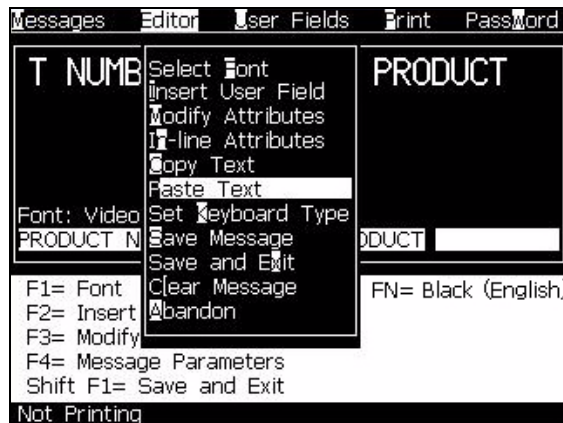 Messages Editor User Fields Print PassWord
T NUMB PRODUCT
Select Font
Insert User Field
Modify Attributes
In-line Attributes
Copy Text
Paste Text
Set Keyboard Type
Save Message
Save and Exit
Clear Message
Abandon
Font: Video
PRODUCT N DUCT
F1= Font FN= Black (English)
F2= Insert
F3= Modify
F4= Message Parameters
Shift F1= Save and Exit
Not Printing